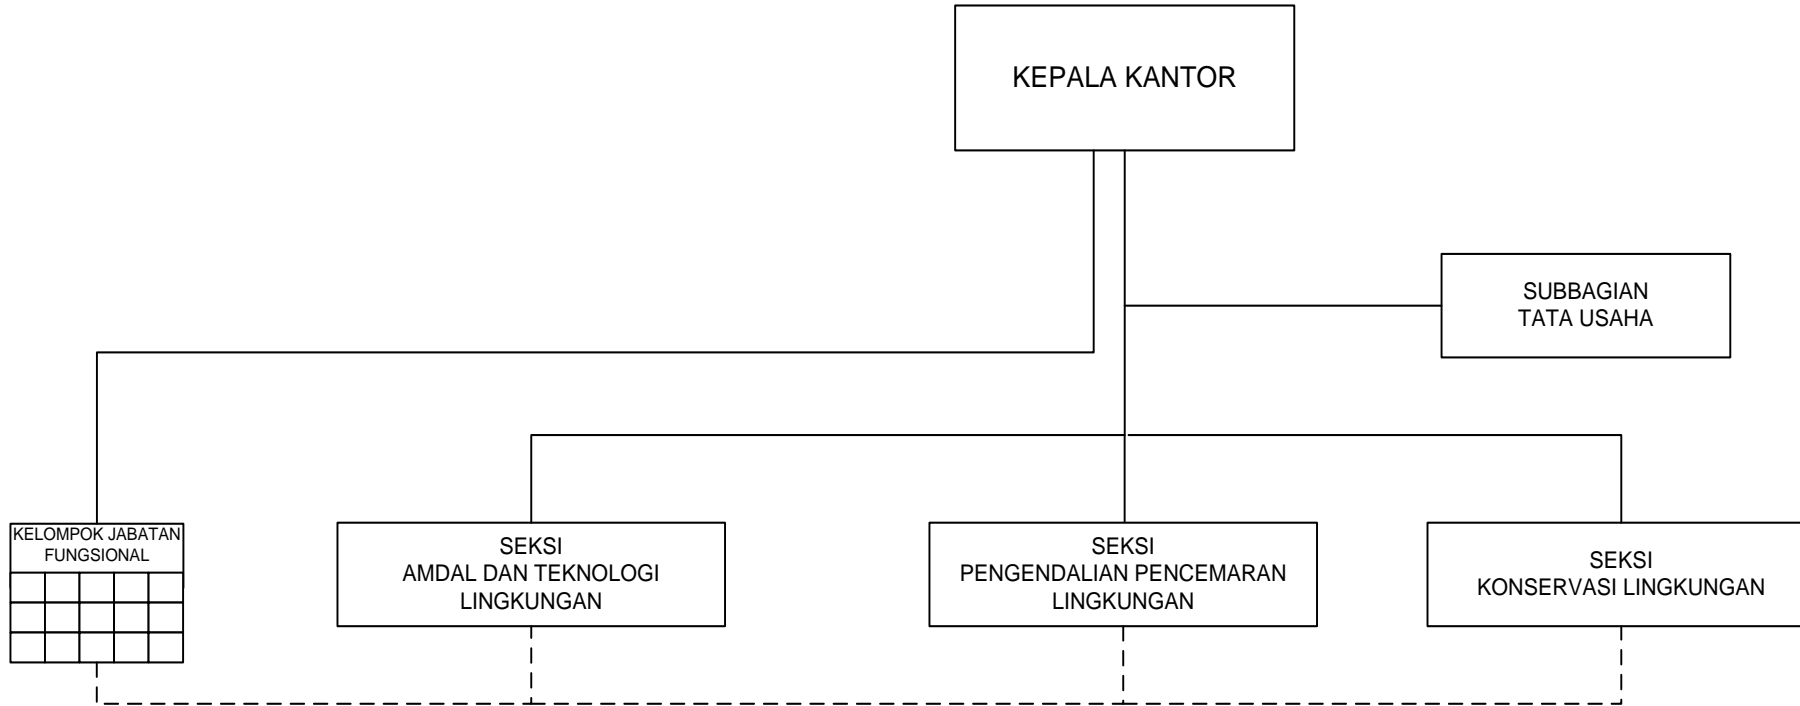 KEPALA KANTOR
SUBBAGIAN
TATA USAHA
KELOMPOK JABATAN
FUNGSIONAL
SEKSI
AMDAL DAN TEKNOLOGI
LINGKUNGAN
SEKSI
PENGENDALIAN PENCEMARAN
LINGKUNGAN
SEKSI
KONSERVASI LINGKUNGAN